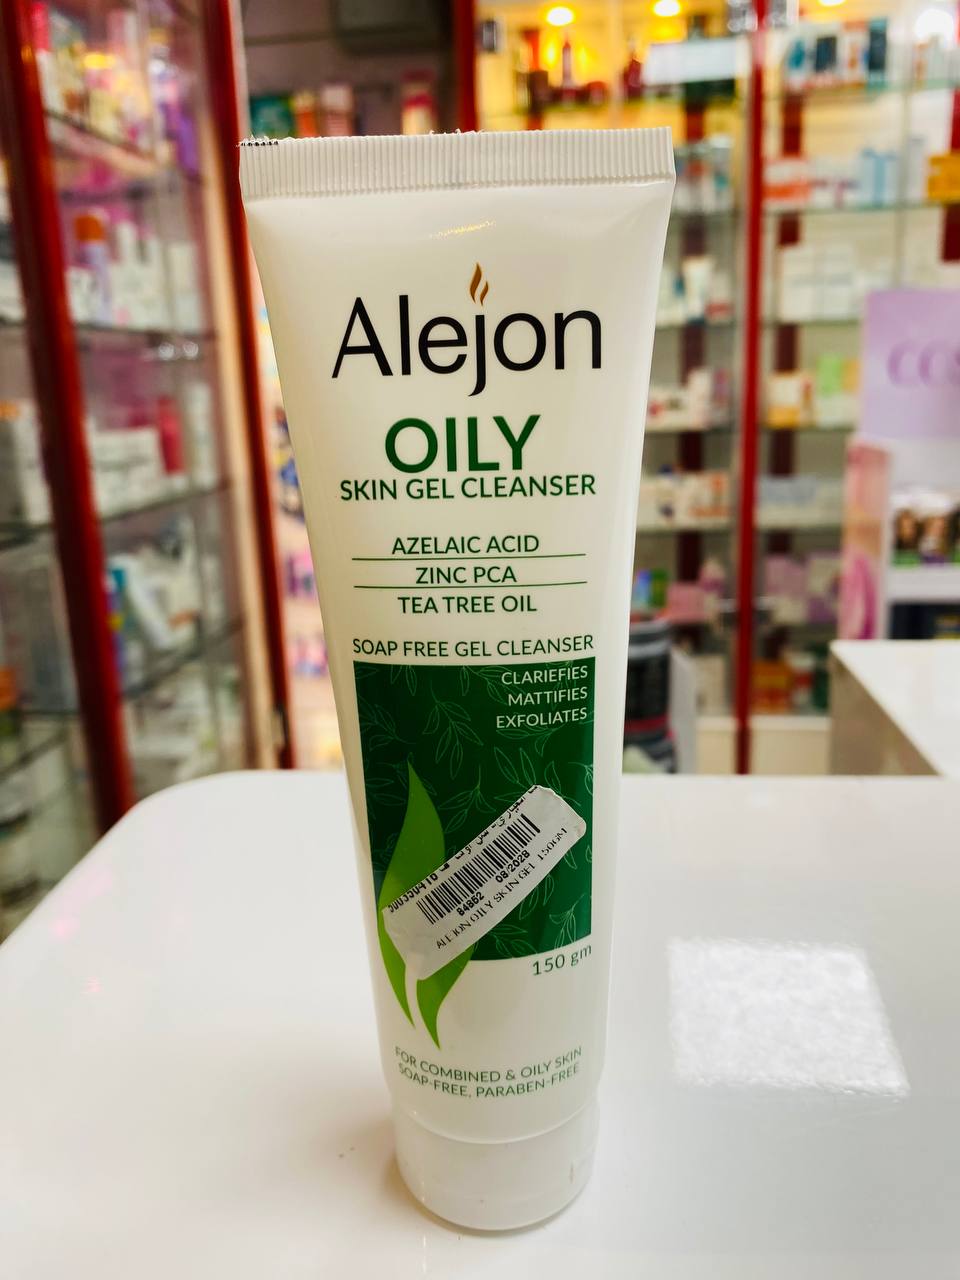 Alejon
OILY
SKIN GEL CLEANSER
AZELAIC ACID
ZINC PCA
TEA TREE OIL
SOAP FREE GEL CLEANSER
CLARIEFIES
MATTIFIES
EXFOLIATES
84862 08/2028
ALEJON OILY SKIN GEL 150GM
150 gm
FOR COMBINED & OILY SKIN
SOAP-FREE, PARABEN-FREE